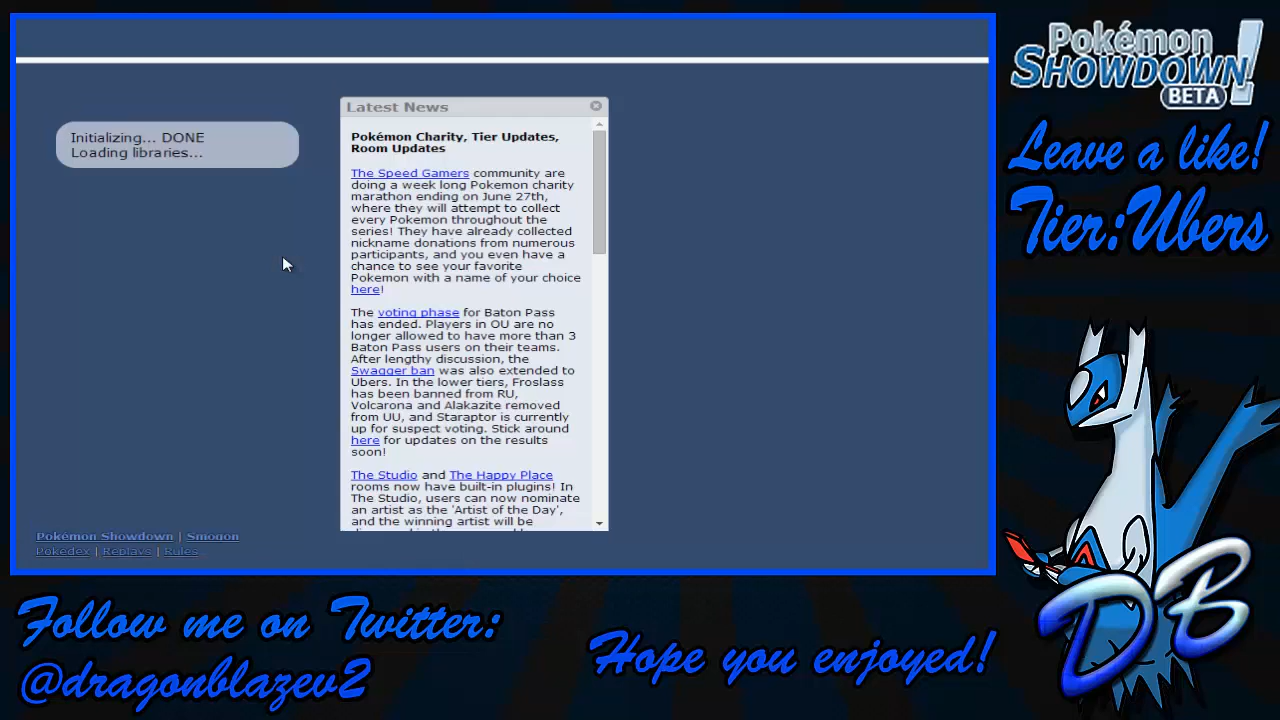 Initializing... DONE
Loading libraries...
Latest News
Pokémon Charity, Tier Updates,
Room Updates
The Speed Gamers community are
doing a week long Pokemon charity
marathon ending on June 27th,
where they will attempt to collect
every Pokemon throughout the
series! They have already collected
nickname donations from numerous
participants, and you even have a
chance to see your favorite
Pokemon with a name of your choice
here!
The voting phase for Baton Pass
has ended. Players in OU are no
longer allowed to have more than 3
Baton Pass users on their teams.
After lengthy discussion, the
Swagger ban was also extended to
Ubers. In the lower tiers, Froslass
has been banned from RU,
Volcarona and Alakazite removed
from UU, and Staraptor is currently
up for suspect voting. Stick around
here for updates on the results
soon!
The Studio and The Happy Place
rooms now have built-in plugins! In
The Studio, users can now nominate
an artist as the 'Artist of the Day',
and the winning artist will be
Pokémon Showdown | Smogon
Pokédex | Replays | Rules
Pokémon
SHOWDOWN!
BETA
Leave a like!
Tier:Ubers
DB
Follow me on Twitter:
@dragonblazev2
Hope you enjoyed!